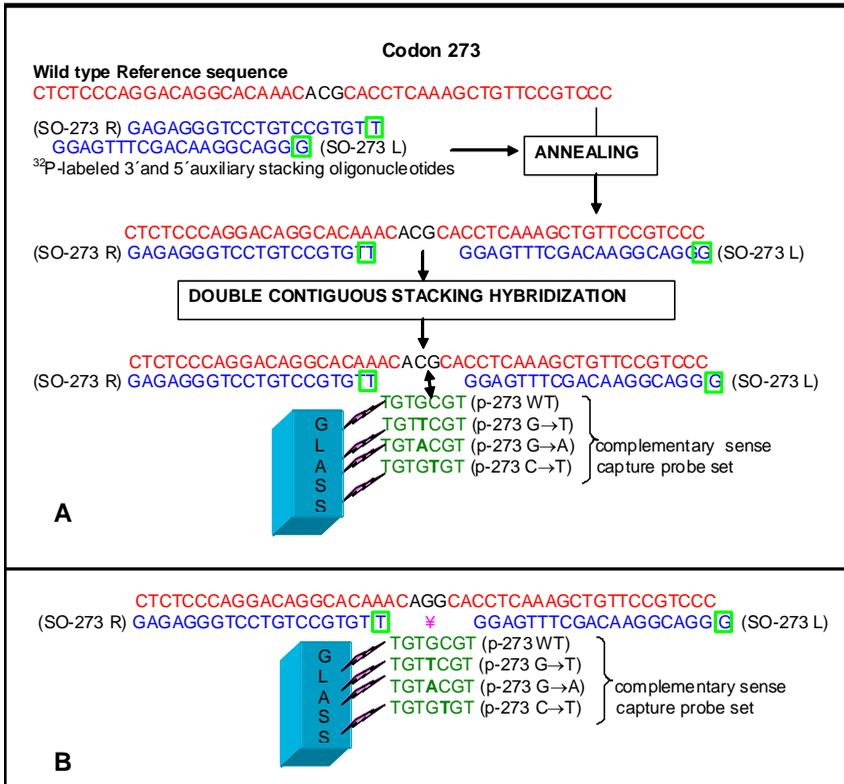 Codon 273
Wild type Reference sequence
CTCTCCCAGGACAGGCACAAACACGCACCTCAAAGCTGTTCCGTCCC
(SO-273 R) GAGAGGGTCCTGTCCGTGTT
GGAGTTTCGACAAGGCAGGG (SO-273 L)
³²P-labeled 3´and 5´auxiliary stacking oligonucleotides
ANNEALING
CTCTCCCAGGACAGGCACAAACACGCACCTCAAAGCTGTTCCGTCCC
(SO-273 R) GAGAGGGTCCTGTCCGTGTT GGAGTTTCGACAAGGCAGGG (SO-273 L)
DOUBLE CONTIGUOUS STACKING HYBRIDIZATION
CTCTCCCAGGACAGGCACAAACACGCACCTCAAAGCTGTTCCGTCCC
(SO-273 R) GAGAGGGTCCTGTCCGTGTT GGAGTTTCGACAAGGCAGGG (SO-273 L)
TGTGCGT (p-273 WT)
TGTTCGT (p-273 G→T)
TGTACGT (p-273 G→A)
TGTGTGT (p-273 C→T)
complementary sense
capture probe set
GLASS
A
CTCTCCCAGGACAGGCACAAACAGGCACCTCAAAGCTGTTCCGTCCC
(SO-273 R) GAGAGGGTCCTGTCCGTGTT ¥ GGAGTTTCGACAAGGCAGGG (SO-273 L)
TGTGCGT (p-273 WT)
TGTTCGT (p-273 G→T)
TGTACGT (p-273 G→A)
TGTGTGT (p-273 C→T)
complementary sense
capture probe set
GLASS
B